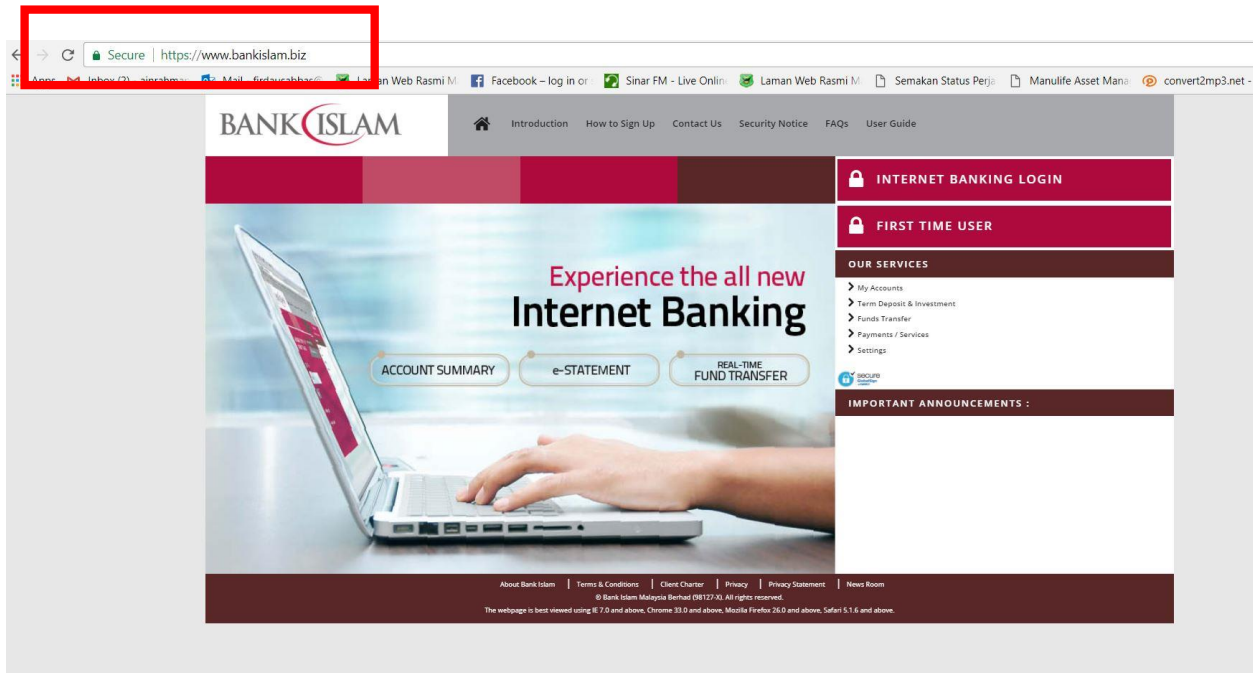 Secure | https://www.bankislam.biz
Apps Inbox (2) - ainrahma Mail - firdausabbas@ Laman Web Rasmi M Facebook – log in or Sinar FM - Live Onlin Laman Web Rasmi M Semakan Status Perja Manulife Asset Mana convert2mp3.net -
BANK ISLAM
Introduction How to Sign Up Contact Us Security Notice FAQs User Guide
INTERNET BANKING LOGIN
FIRST TIME USER
OUR SERVICES
My Accounts
Term Deposit & Investment
Funds Transfer
Payments / Services
Settings
secure
GlobalSign
IMPORTANT ANNOUNCEMENTS :
Experience the all new
Internet Banking
ACCOUNT SUMMARY
e-STATEMENT
REAL-TIME
FUND TRANSFER
About Bank Islam | Terms & Conditions | Client Charter | Privacy | Privacy Statement | News Room
© Bank Islam Malaysia Berhad (98127-X). All rights reserved.
The webpage is best viewed using IE 7.0 and above, Chrome 33.0 and above, Mozilla Firefox 26.0 and above, Safari 5.1.6 and above.